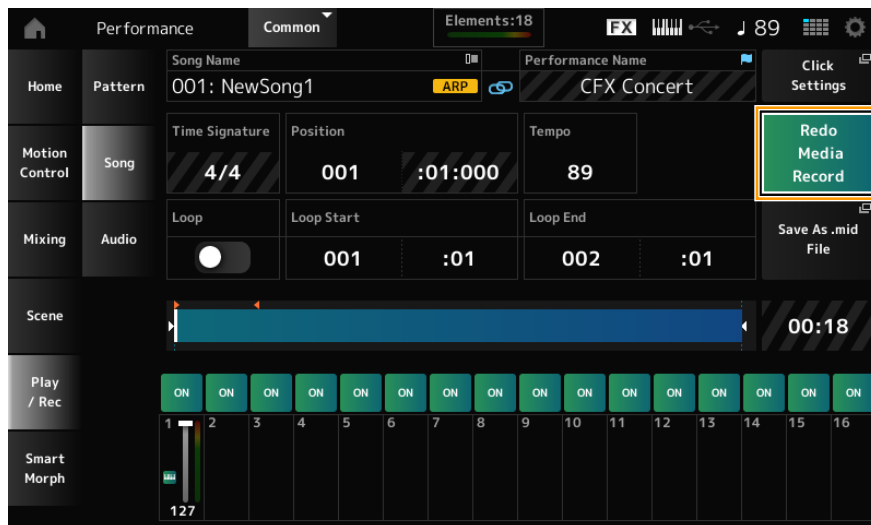 Performance
Common
Elements:18
FX
♩ 89
Home
Motion
Control
Mixing
Scene
Play
/ Rec
Smart
Morph
Pattern
Song
Audio
Song Name
001: NewSong1
ARP
Performance Name
CFX Concert
Click
Settings
Time Signature
4/4
Position
001 :01:000
Tempo
89
Redo
Media
Record
Loop
Loop Start
001 :01
Loop End
002 :01
Save As .mid
File
00:18
ON ON ON ON ON ON ON ON ON ON ON ON ON ON ON ON
1 2 3 4 5 6 7 8 9 10 11 12 13 14 15 16
127